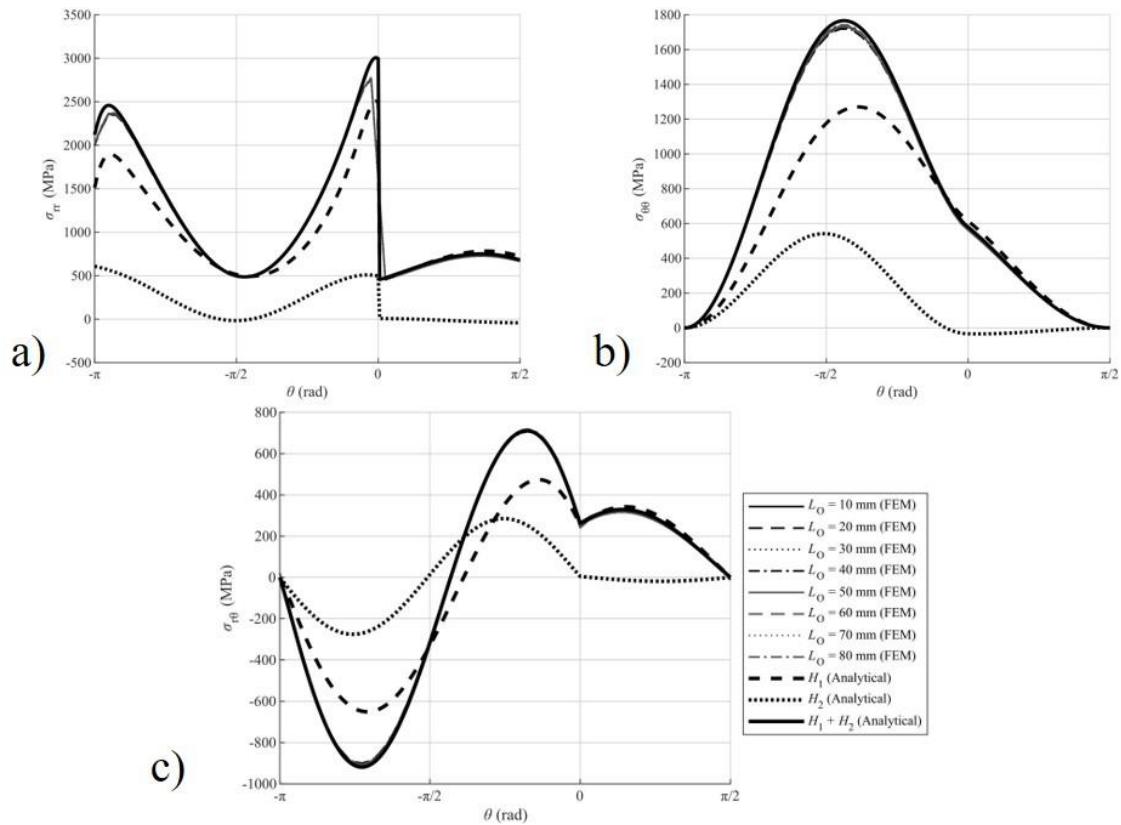 3500
3000
2500
2000
1500
1000
500
0
-500
σrr (MPa)
-π
-π/2
0
π/2
θ (rad)
a)
1800
1600
1400
1200
1000
800
600
400
200
0
-200
σθθ (MPa)
-π
-π/2
0
π/2
θ (rad)
b)
800
600
400
200
0
-200
-400
-600
-800
-1000
σrθ (MPa)
-π
-π/2
0
π/2
θ (rad)
c)
LO = 10 mm (FEM)
LO = 20 mm (FEM)
LO = 30 mm (FEM)
LO = 40 mm (FEM)
LO = 50 mm (FEM)
LO = 60 mm (FEM)
LO = 70 mm (FEM)
LO = 80 mm (FEM)
H1 (Analytical)
H2 (Analytical)
H1 + H2 (Analytical)